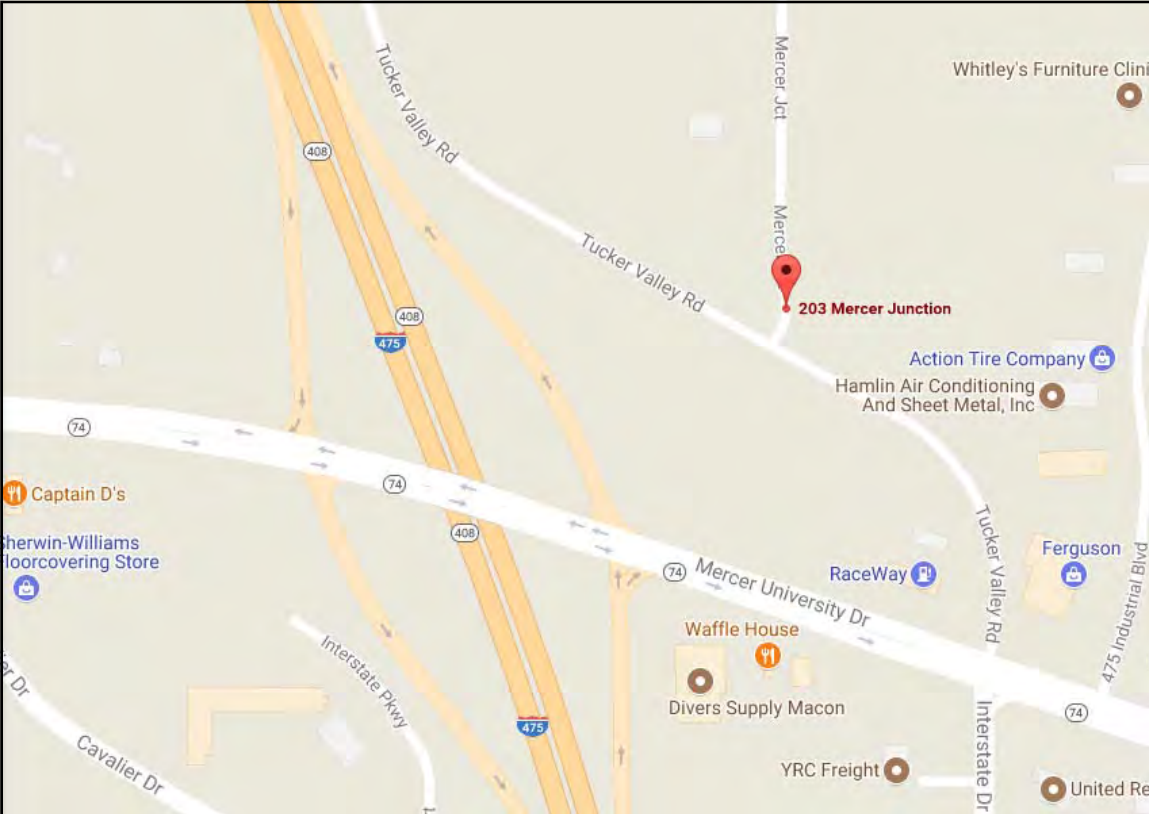 Whitley's Furniture Clini
Mercer Jct
Tucker Valley Rd
408
Merce
Tucker Valley Rd
203 Mercer Junction
408
475
Action Tire Company
Hamlin Air Conditioning
And Sheet Metal, Inc
74
74
Captain D's
408
Sherwin-Williams
Floorcovering Store
Tucker Valley Rd
Ferguson
74
Mercer University Dr
RaceWay
475 Industrial Blvd
Waffle House
Interstate Pkwy
er Dr
Divers Supply Macon
Interstate Dr
74
475
Cavalier Dr
YRC Freight
United Re